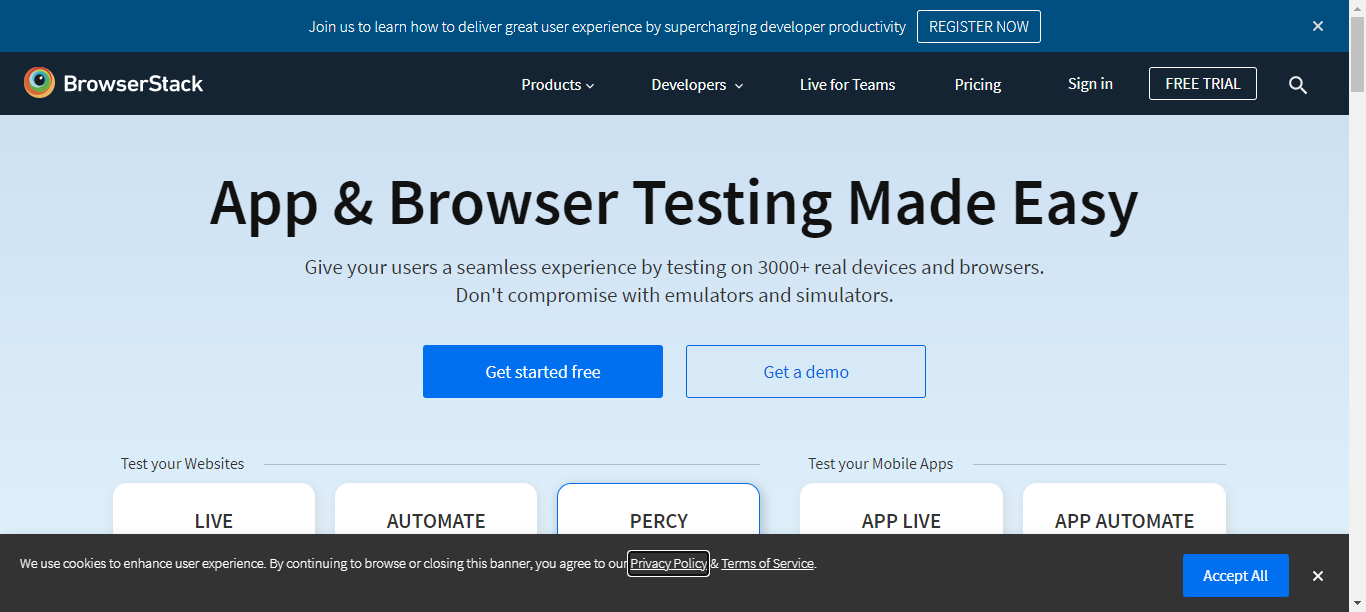 Join us to learn how to deliver great user experience by supercharging developer productivity REGISTER NOW
BrowserStack Products Developers Live for Teams Pricing Sign in FREE TRIAL
App & Browser Testing Made Easy
Give your users a seamless experience by testing on 3000+ real devices and browsers.
Don't compromise with emulators and simulators.
Get started free Get a demo
Test your Websites Test your Mobile Apps
LIVE AUTOMATE PERCY APP LIVE APP AUTOMATE
We use cookies to enhance user experience. By continuing to browse or closing this banner, you agree to our Privacy Policy & Terms of Service.
Accept All